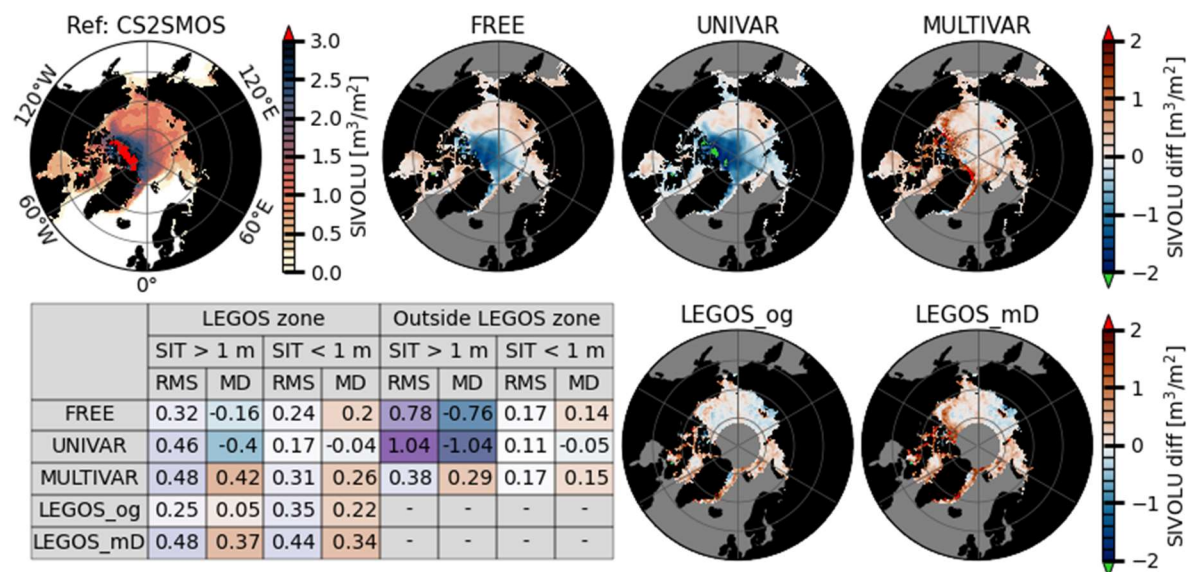 Ref: CS2SMOS
FREE
UNIVAR
MULTIVAR
120°W
120°E
60°W
60°E
0°
3.0
2.5
2.0
1.5
1.0
0.5
0.0
SIVOLU [m³/m²]
2
1
0
−1
−2
SIVOLU diff [m³/m²]
LEGOS zone Outside LEGOS zone
SIT > 1 m SIT < 1 m SIT > 1 m SIT < 1 m
RMS MD RMS MD RMS MD RMS MD
FREE 0.32 -0.16 0.24 0.2 0.78 -0.76 0.17 0.14
UNIVAR 0.46 -0.4 0.17 -0.04 1.04 -1.04 0.11 -0.05
MULTIVAR 0.48 0.42 0.31 0.26 0.38 0.29 0.17 0.15
LEGOS_og 0.25 0.05 0.35 0.22 - - - -
LEGOS_mD 0.48 0.37 0.44 0.34 - - - -
LEGOS_og
LEGOS_mD
2
1
0
−1
−2
SIVOLU diff [m³/m²]